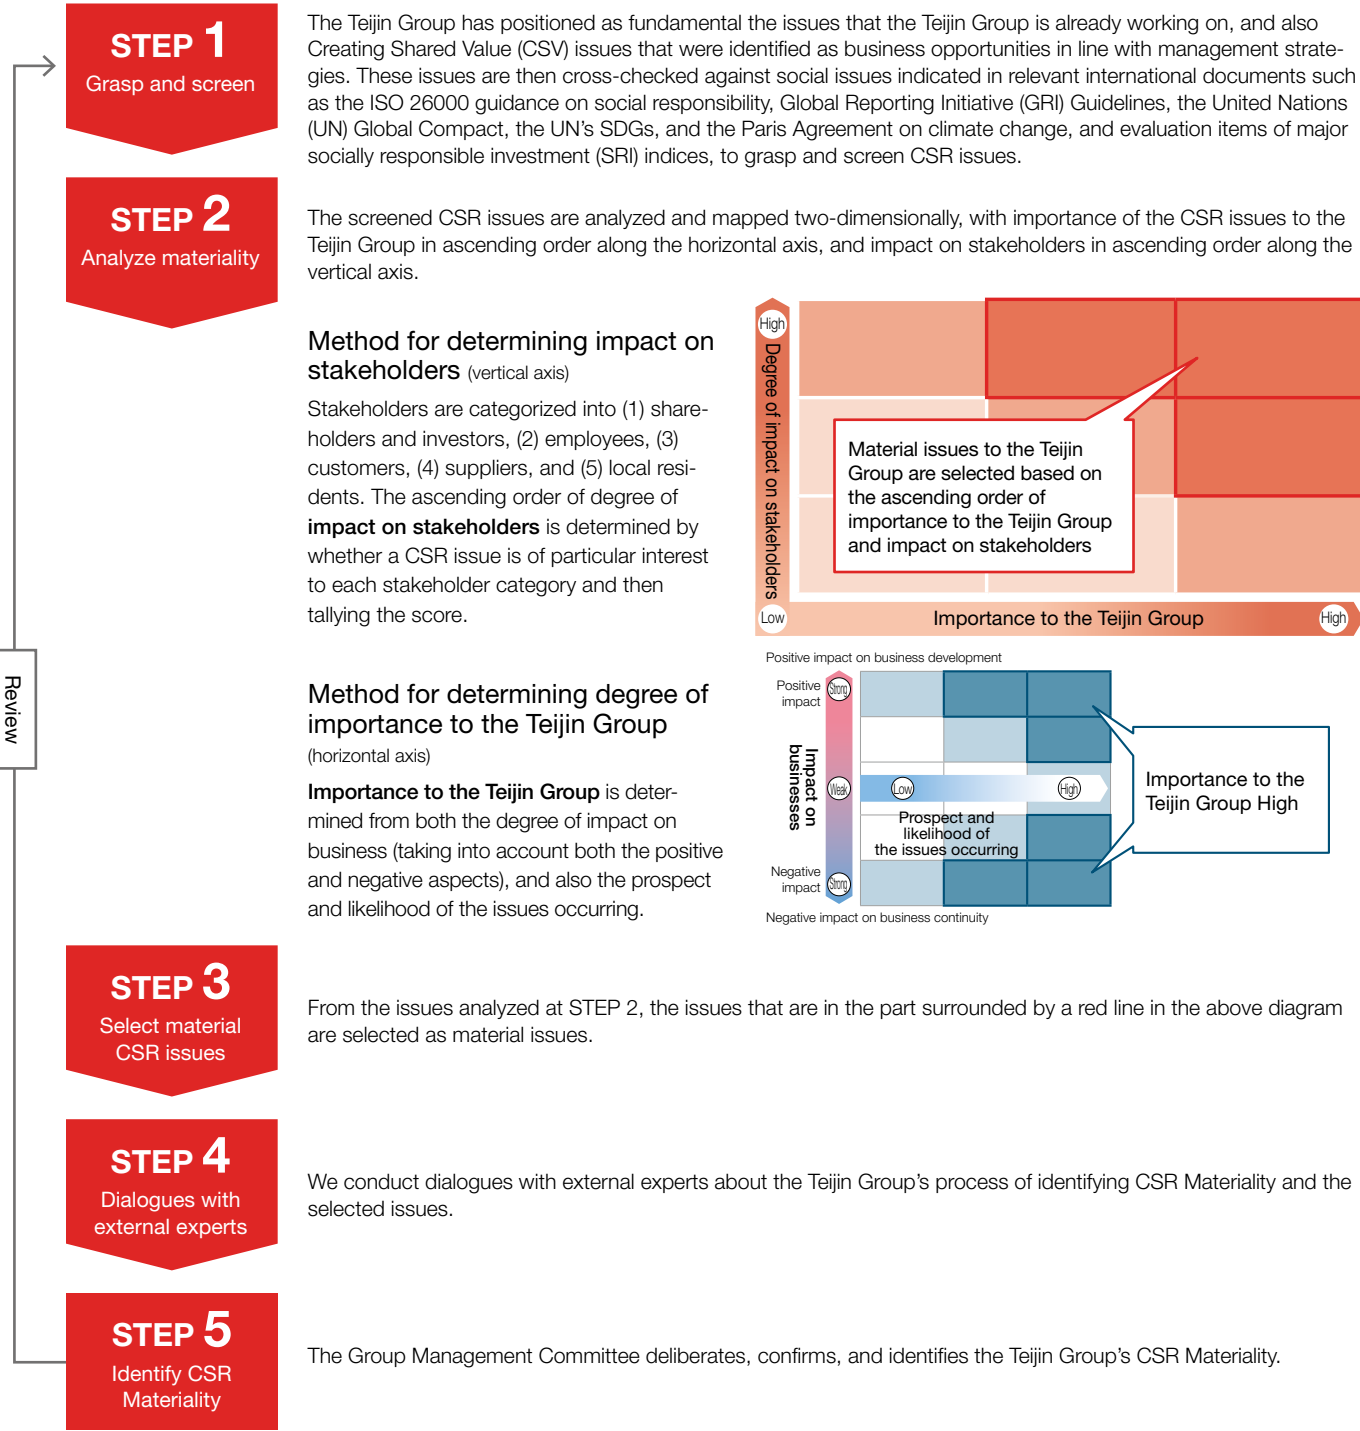 STEP 1
Grasp and screen
The Teijin Group has positioned as fundamental the issues that the Teijin Group is already working on, and also
Creating Shared Value (CSV) issues that were identified as business opportunities in line with management strate-
gies. These issues are then cross-checked against social issues indicated in relevant international documents such
as the ISO 26000 guidance on social responsibility, Global Reporting Initiative (GRI) Guidelines, the United Nations
(UN) Global Compact, the UN's SDGs, and the Paris Agreement on climate change, and evaluation items of major
socially responsible investment (SRI) indices, to grasp and screen CSR issues.
STEP 2
Analyze materiality
The screened CSR issues are analyzed and mapped two-dimensionally, with importance of the CSR issues to the
Teijin Group in ascending order along the horizontal axis, and impact on stakeholders in ascending order along the
vertical axis.
Method for determining impact on
stakeholders (vertical axis)
Stakeholders are categorized into (1) share-
holders and investors, (2) employees, (3)
customers, (4) suppliers, and (5) local resi-
dents. The ascending order of degree of
impact on stakeholders is determined by
whether a CSR issue is of particular interest
to each stakeholder category and then
tallying the score.
High
Degree of impact on stakeholders
Low
Material issues to the Teijin
Group are selected based on
the ascending order of
importance to the Teijin Group
and impact on stakeholders
Importance to the Teijin Group
High
Method for determining degree of
importance to the Teijin Group
(horizontal axis)
Importance to the Teijin Group is deter-
mined from both the degree of impact on
business (taking into account both the positive
and negative aspects), and also the prospect
and likelihood of the issues occurring.
Positive impact on business development
Positive
impact
Strong
Impact on
businesses
Weak
Low
High
Prospect and
likelihood of
the issues occurring
Negative
impact
Strong
Negative impact on business continuity
Importance to the
Teijin Group High
Review
STEP 3
Select material
CSR issues
From the issues analyzed at STEP 2, the issues that are in the part surrounded by a red line in the above diagram
are selected as material issues.
STEP 4
Dialogues with
external experts
We conduct dialogues with external experts about the Teijin Group's process of identifying CSR Materiality and the
selected issues.
STEP 5
Identify CSR
Materiality
The Group Management Committee deliberates, confirms, and identifies the Teijin Group's CSR Materiality.